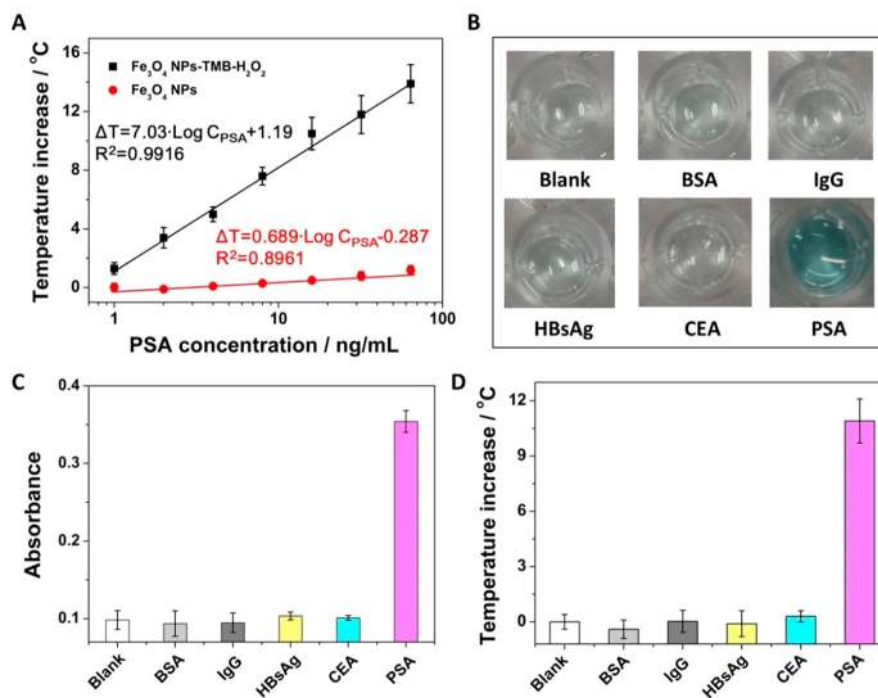 A
Temperature increase / °C
16
12
8
4
0
Fe₃O₄ NPs-TMB-H₂O₂
Fe₃O₄ NPs
ΔT=7.03·Log C_PSA+1.19
R²=0.9916
ΔT=0.689·Log C_PSA-0.287
R²=0.8961
1
10
100
PSA concentration / ng/mL
B
Blank
BSA
IgG
HBsAg
CEA
PSA
C
Absorbance
0.4
0.3
0.2
0.1
Blank
BSA
IgG
HBsAg
CEA
PSA
D
Temperature increase / °C
12
9
6
3
0
Blank
BSA
IgG
HBsAg
CEA
PSA